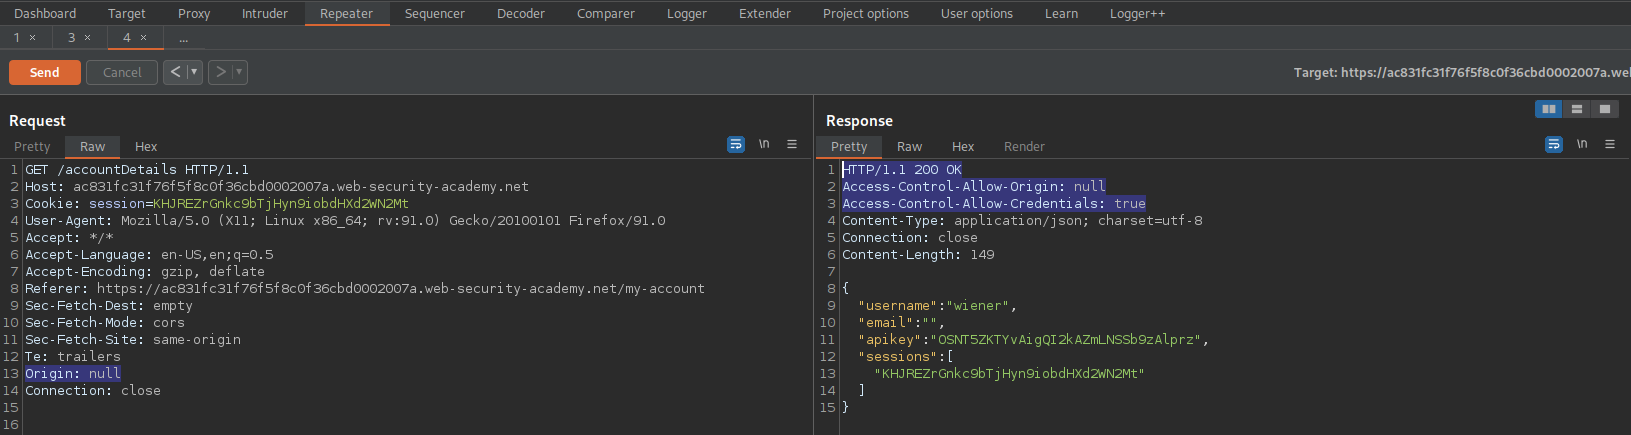 Dashboard Target Proxy Intruder Repeater Sequencer Decoder Comparer Logger Extender Project options User options Learn Logger++
1 × 3 × 4 × ...
Send Cancel < > Target: https://ac831fc31f76f5f8c0f36cbd0002007a.we
Request
Pretty Raw Hex \n
1 GET /accountDetails HTTP/1.1
2 Host: ac831fc31f76f5f8c0f36cbd0002007a.web-security-academy.net
3 Cookie: session=KHJREZrGnkc9bTjHyn9iobdHXd2WN2Mt
4 User-Agent: Mozilla/5.0 (X11; Linux x86_64; rv:91.0) Gecko/20100101 Firefox/91.0
5 Accept: */*
6 Accept-Language: en-US,en;q=0.5
7 Accept-Encoding: gzip, deflate
8 Referer: https://ac831fc31f76f5f8c0f36cbd0002007a.web-security-academy.net/my-account
9 Sec-Fetch-Dest: empty
10 Sec-Fetch-Mode: cors
11 Sec-Fetch-Site: same-origin
12 Te: trailers
13 Origin: null
14 Connection: close
15
16
Response
Pretty Raw Hex Render \n
1 HTTP/1.1 200 OK
2 Access-Control-Allow-Origin: null
3 Access-Control-Allow-Credentials: true
4 Content-Type: application/json; charset=utf-8
5 Connection: close
6 Content-Length: 149
7
8 {
9 "username":"wiener",
10 "email":"",
11 "apikey":"OSNT5ZKTYvAigQI2kAZmLNSSb9zAlprz",
12 "sessions":[
13 "KHJREZrGnkc9bTjHyn9iobdHXd2WN2Mt"
14 ]
15 }